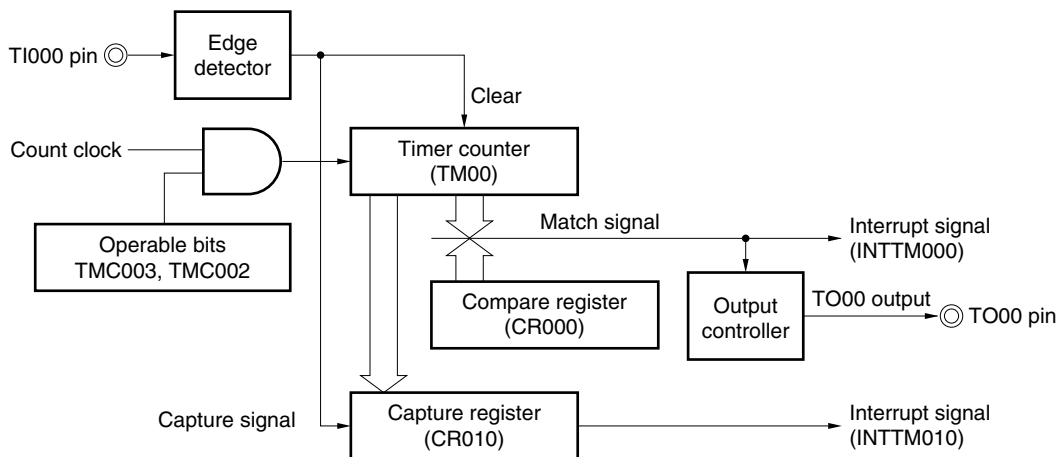 TI000 pin
Edge
detector
Clear
Count clock
Timer counter
(TM00)
Operable bits
TMC003, TMC002
Match signal
Interrupt signal
(INTTM000)
Compare register
(CR000)
Output
controller
TO00 output
TO00 pin
Capture signal
Capture register
(CR010)
Interrupt signal
(INTTM010)